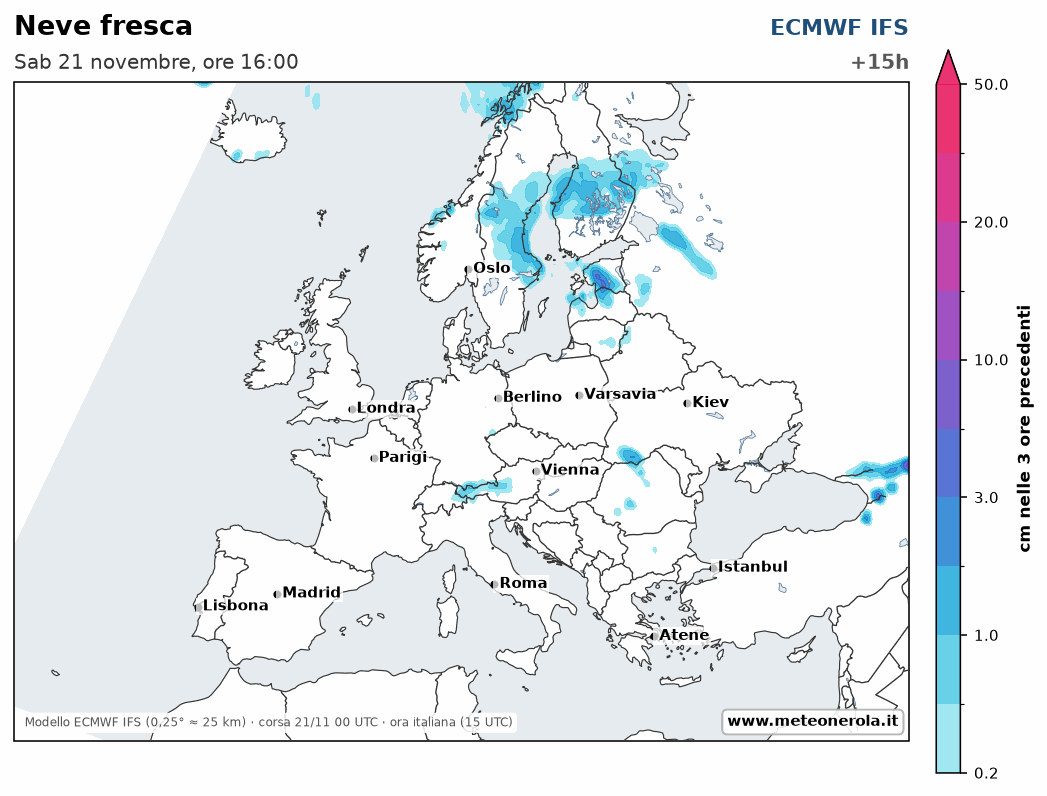 Neve fresca
ECMWF IFS
Sab 21 novembre, ore 16:00
+15h
50.0
20.0
10.0
3.0
1.0
0.2
cm nelle 3 ore precedenti
Oslo
Berlino
Varsavia
Londra
Kiev
Parigi
Vienna
Istanbul
Roma
Madrid
Lisbona
Atene
Modello ECMWF IFS (0,25° ≈ 25 km) · corsa 21/11 00 UTC · ora italiana (15 UTC)
www.meteonerola.it